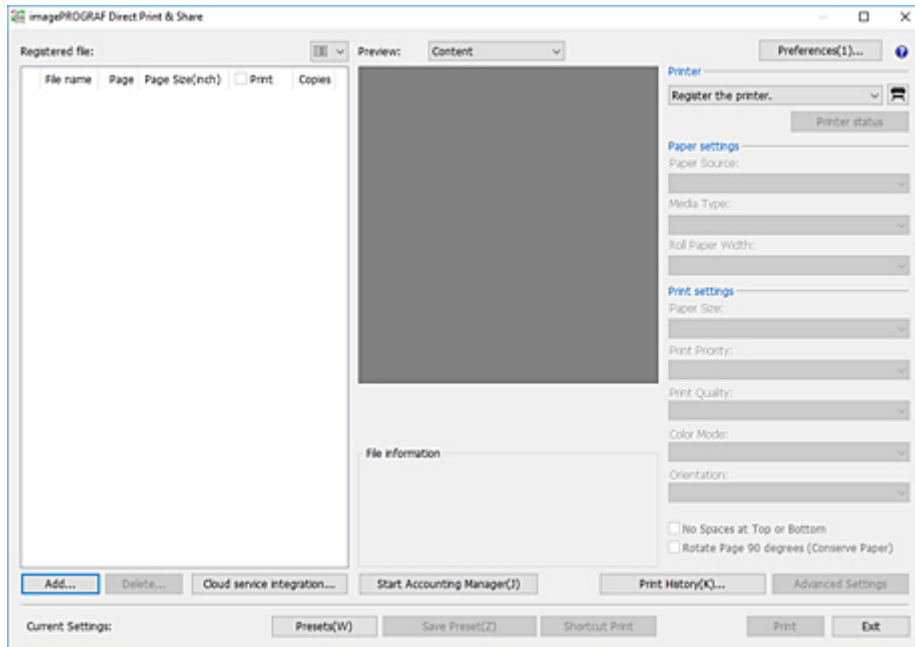 imagePROGRAF Direct Print & Share
Registered file:
Preview: Content
Preferences(1)...
File name Page Page Size(inch) Print Copies
Printer
Register the printer.
Printer status
Paper settings
Paper Source:
Media Type:
Roll Paper Width:
Print settings
Paper Size:
Print Priority:
Print Quality:
Color Mode:
Orientation:
File information
No Spaces at Top or Bottom
Rotate Page 90 degrees (Conserve Paper)
Add... Delete... Cloud service integration... Start Accounting Manager(J) Print History(K)... Advanced Settings
Current Settings: Presets(W) Save Preset(Z) Shortcut Print Print Exit